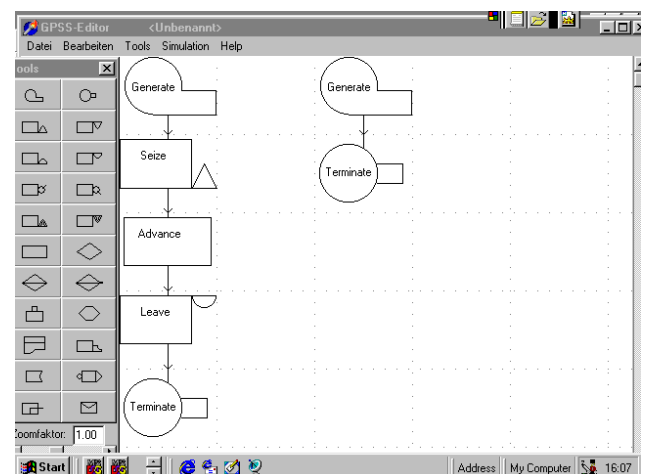 GPSS-Editor <Unbenannt>
Datei Bearbeiten Tools Simulation Help
ools
Generate
Generate
Seize
Terminate
Advance
Leave
Terminate
Zoomfaktor: 1.00
Start Address My Computer 16:07